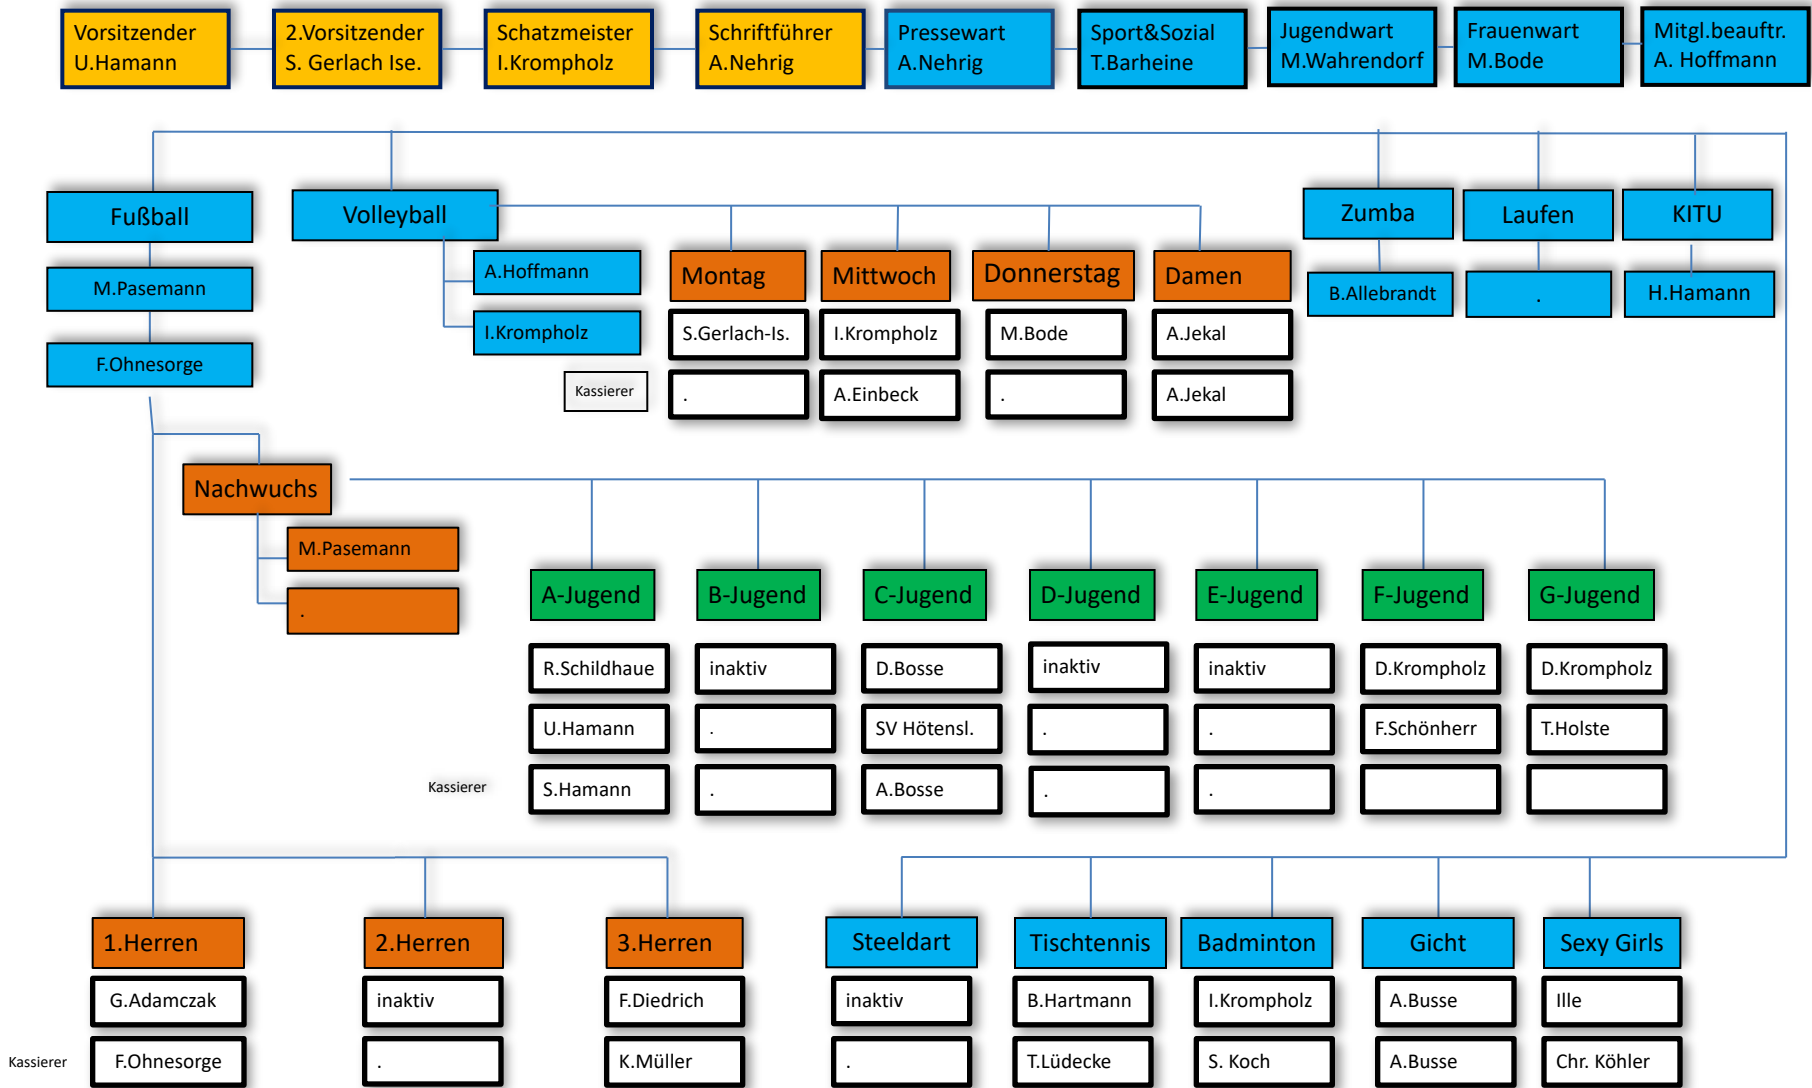 Vorsitzender
U.Hamann
2.Vorsitzender
S. Gerlach Ise.
Schatzmeister
I.Krompholz
Schriftführer
A.Nehrig
Pressewart
A.Nehrig
Sport&Sozial
T.Barheine
Jugendwart
M.Wahrendorf
Frauenwart
M.Bode
Mitgl.beauftr.
A. Hoffmann
Fußball
Volleyball
Zumba
Laufen
KITU
M.Pasemann
A.Hoffmann
Montag
Mittwoch
Donnerstag
Damen
B.Allebrandt
.
H.Hamann
F.Ohnesorge
I.Krompholz
S.Gerlach-Is.
I.Krompholz
M.Bode
A.Jekal
Kassierer
.
A.Einbeck
.
A.Jekal
Nachwuchs
M.Pasemann
.
A-Jugend
B-Jugend
C-Jugend
D-Jugend
E-Jugend
F-Jugend
G-Jugend
R.Schildhaue
inaktiv
D.Bosse
inaktiv
inaktiv
D.Krompholz
D.Krompholz
U.Hamann
.
SV Hötensl.
.
.
F.Schönherr
T.Holste
Kassierer
S.Hamann
.
A.Bosse
.
.
1.Herren
2.Herren
3.Herren
Steeldart
Tischtennis
Badminton
Gicht
Sexy Girls
G.Adamczak
inaktiv
F.Diedrich
inaktiv
B.Hartmann
I.Krompholz
A.Busse
Ille
Kassierer
F.Ohnesorge
.
K.Müller
.
T.Lüdecke
S. Koch
A.Busse
Chr. Köhler